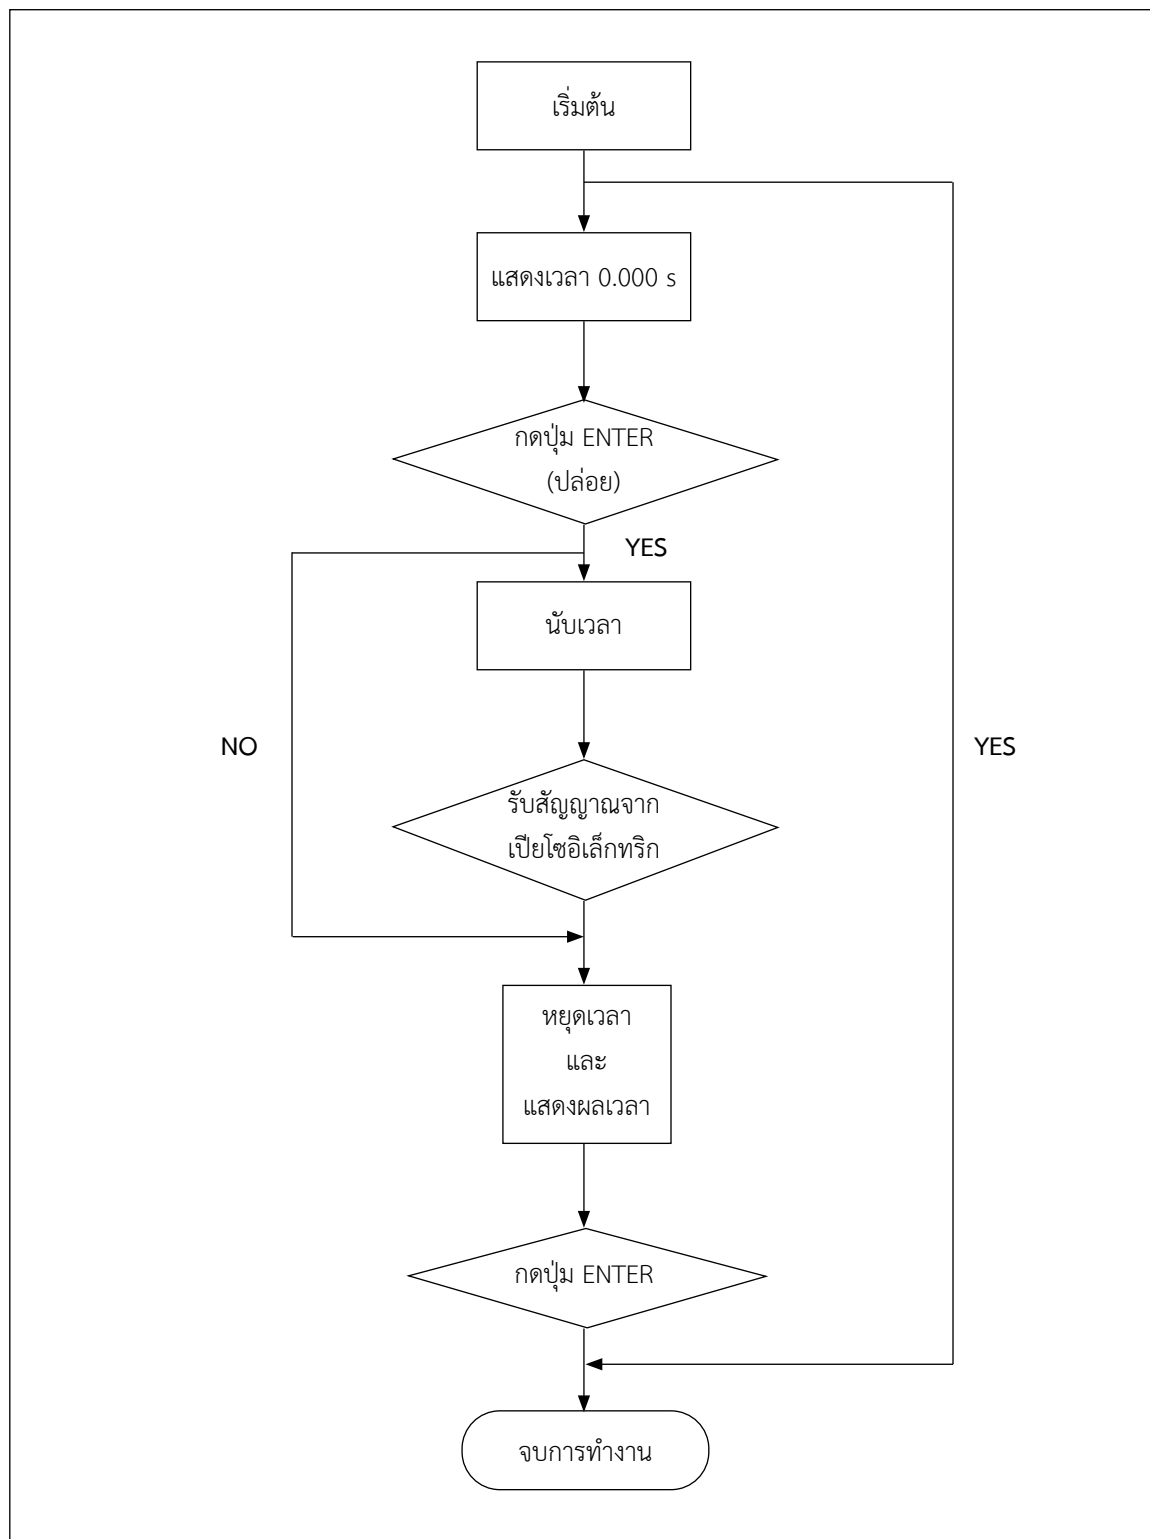 เริ่มต้น
แสดงเวลา 0.000 s
กดปุ่ม ENTER
(ปล่อย)
YES
นับเวลา
NO
YES
รับสัญญาณจาก
เปียโซอิเล็กทริก
หยุดเวลา
และ
แสดงผลเวลา
กดปุ่ม ENTER
จบการทำงาน